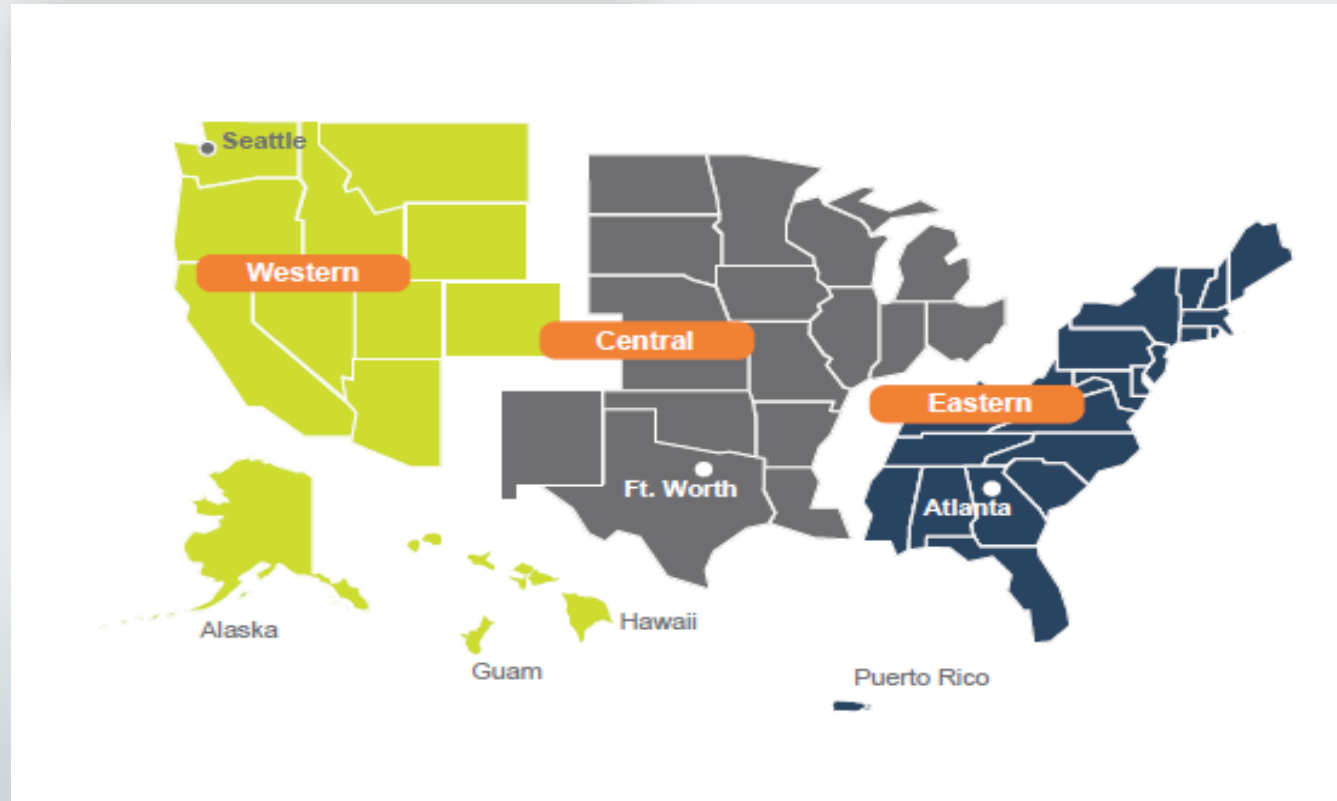 Seattle
Western
Central
Eastern
Ft. Worth
Atlanta
Hawaii
Alaska
Guam
Puerto Rico